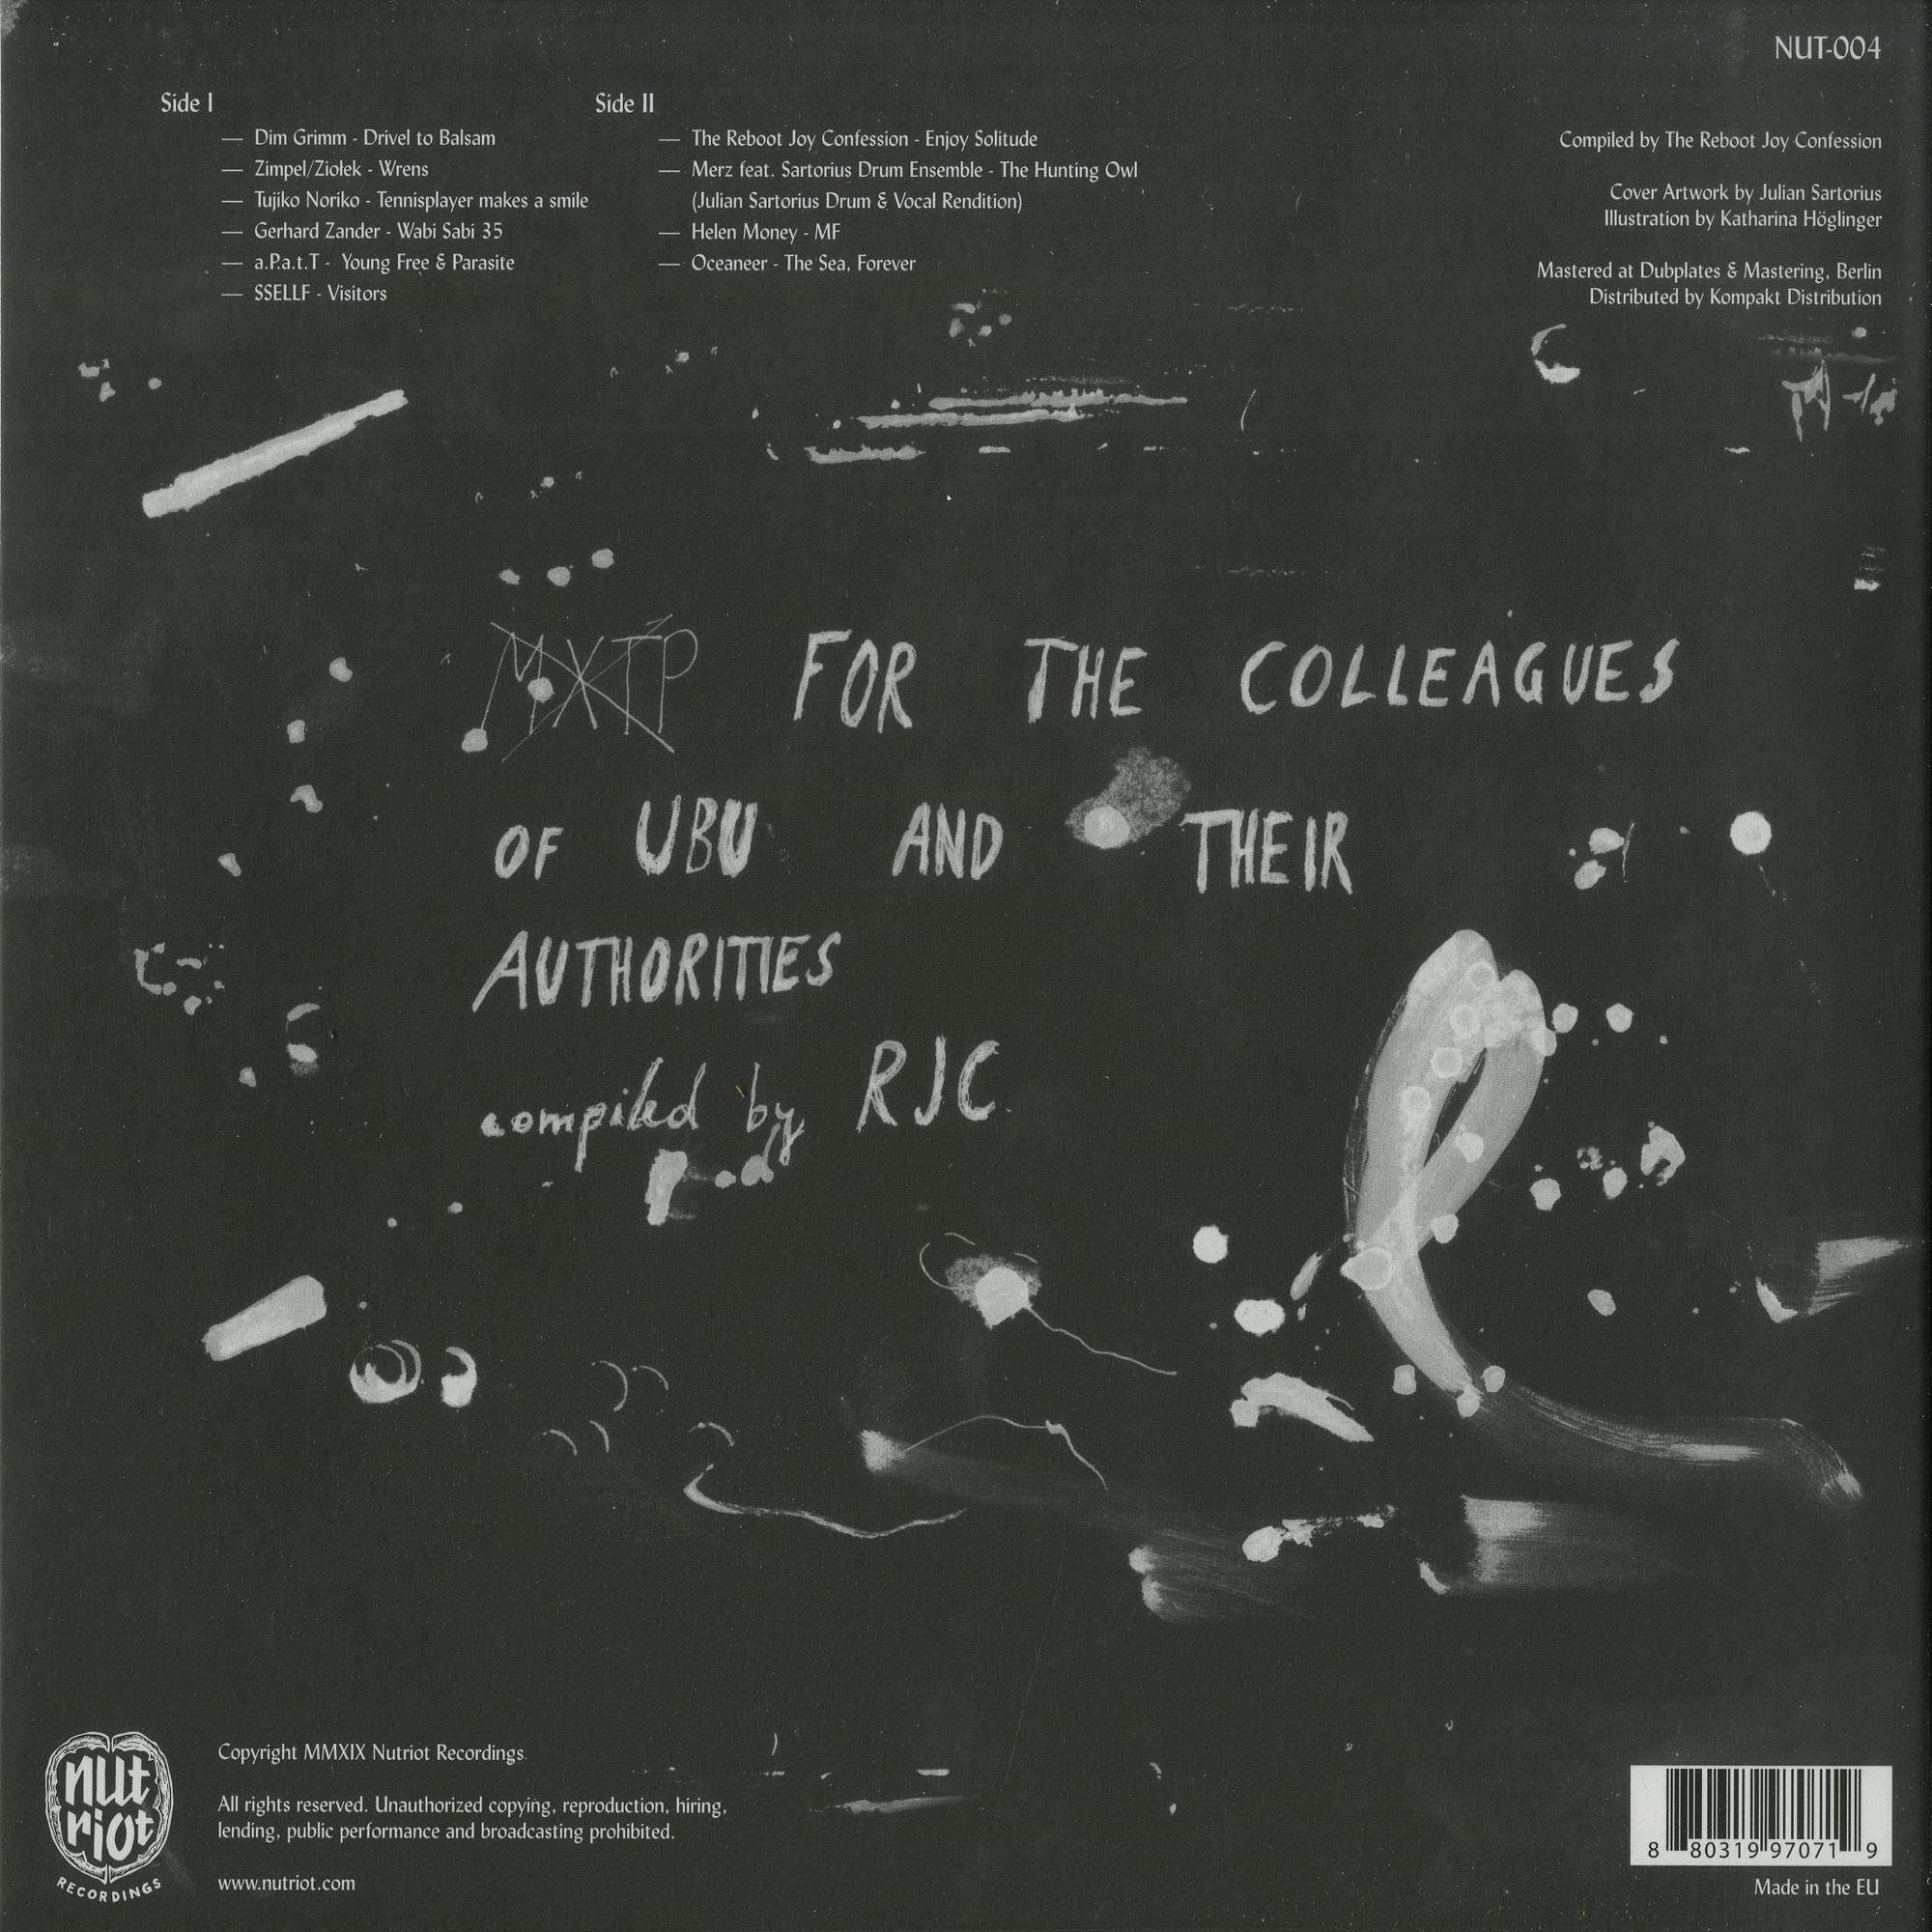 NUT-004
Side I
— Dim Grimm - Drivel to Balsam
— Zimpel/Ziołek - Wrens
— Tujiko Noriko - Tennisplayer makes a smile
— Gerhard Zander - Wabi Sabi 35
— a.P.a.t.T - Young Free & Parasite
— SSELLF - Visitors
Side II
— The Reboot Joy Confession - Enjoy Solitude
— Merz feat. Sartorius Drum Ensemble - The Hunting Owl
(Julian Sartorius Drum & Vocal Rendition)
— Helen Money - MF
— Oceaneer - The Sea, Forever
Compiled by The Reboot Joy Confession
Cover Artwork by Julian Sartorius
Illustration by Katharina Höglinger
Mastered at Dubplates & Mastering, Berlin
Distributed by Kompakt Distribution
MXTP FOR THE COLLEAGUES
OF UBU AND THEIR
AUTHORITIES
compiled by RJC
nut
riot
RECORDINGS
Copyright MMXIX Nutriot Recordings
All rights reserved. Unauthorized copying, reproduction, hiring,
lending, public performance and broadcasting prohibited.
www.nutriot.com
8 80319 97071 9
Made in the EU